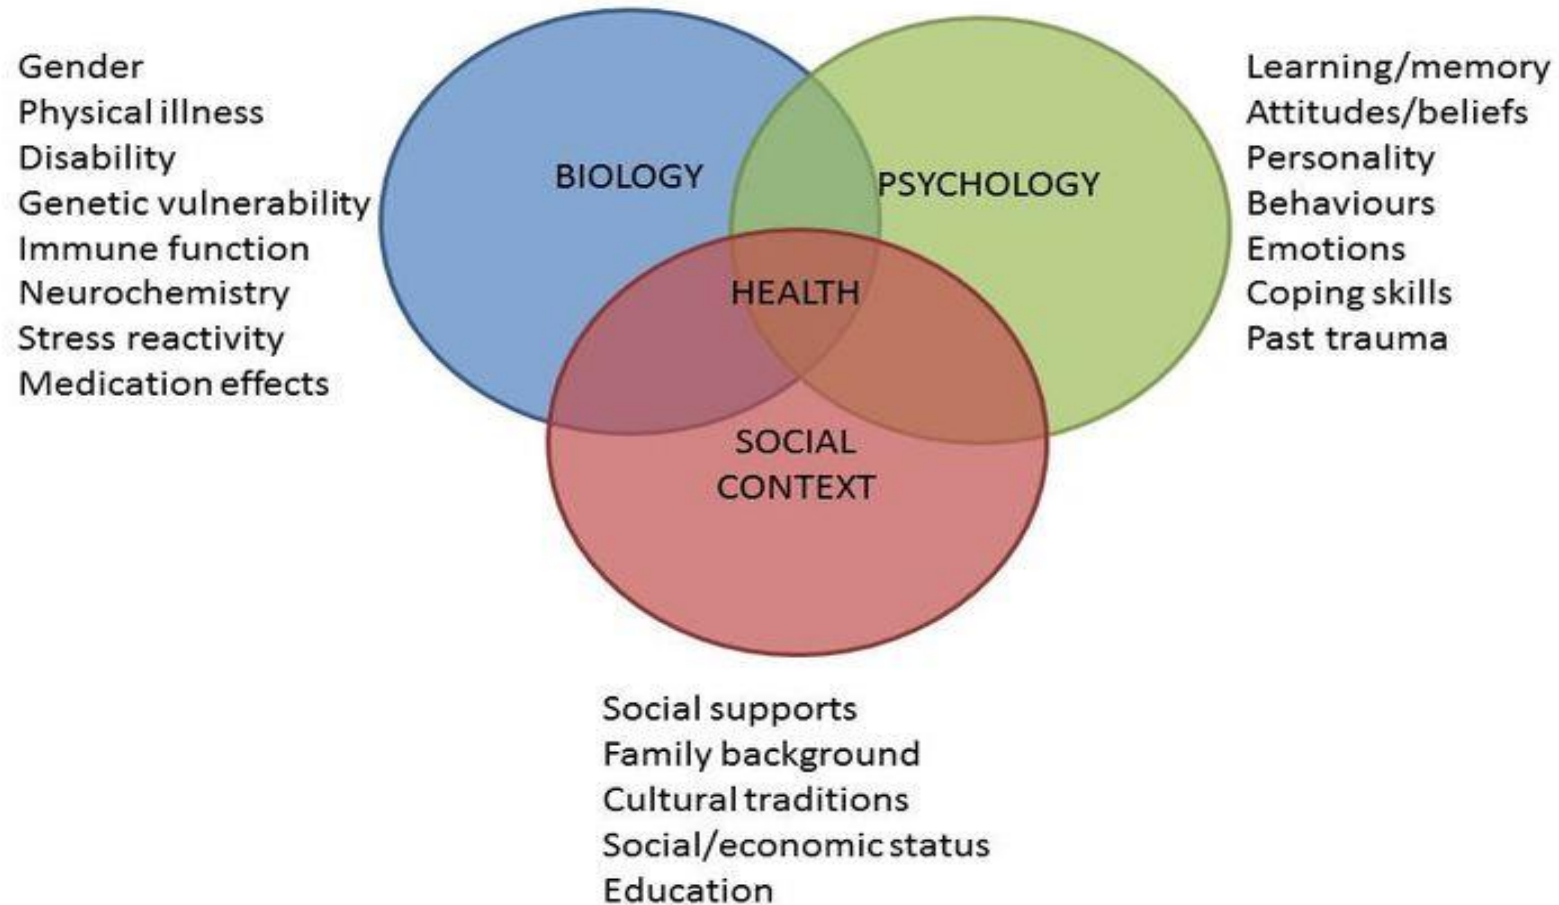 Gender
Physical illness
Disability
Genetic vulnerability
Immune function
Neurochemistry
Stress reactivity
Medication effects
BIOLOGY
PSYCHOLOGY
HEALTH
SOCIAL
CONTEXT
Learning/memory
Attitudes/beliefs
Personality
Behaviours
Emotions
Coping skills
Past trauma
Social supports
Family background
Cultural traditions
Social/economic status
Education